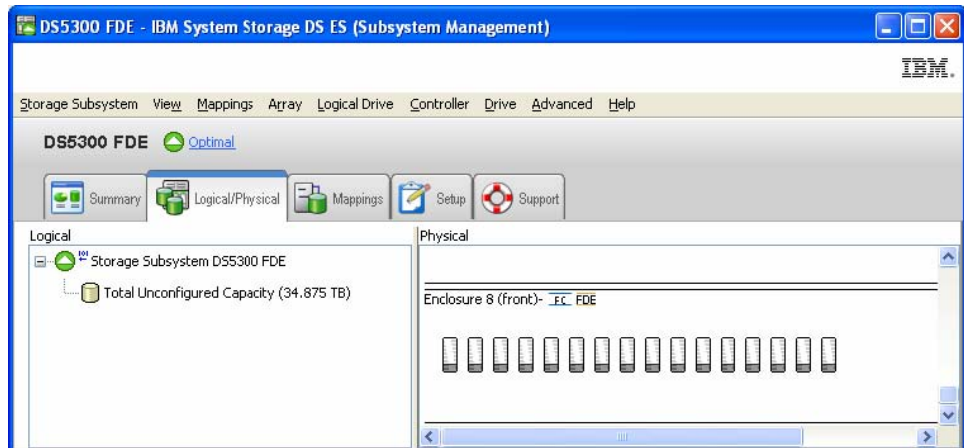 DS5300 FDE - IBM System Storage DS ES (Subsystem Management)
IBM.
Storage Subsystem View Mappings Array Logical Drive Controller Drive Advanced Help
DS5300 FDE Optimal
Summary Logical/Physical Mappings Setup Support
Logical
Storage Subsystem DS5300 FDE
Total Unconfigured Capacity (34.875 TB)
Physical
Enclosure 8 (front)- FC FDE